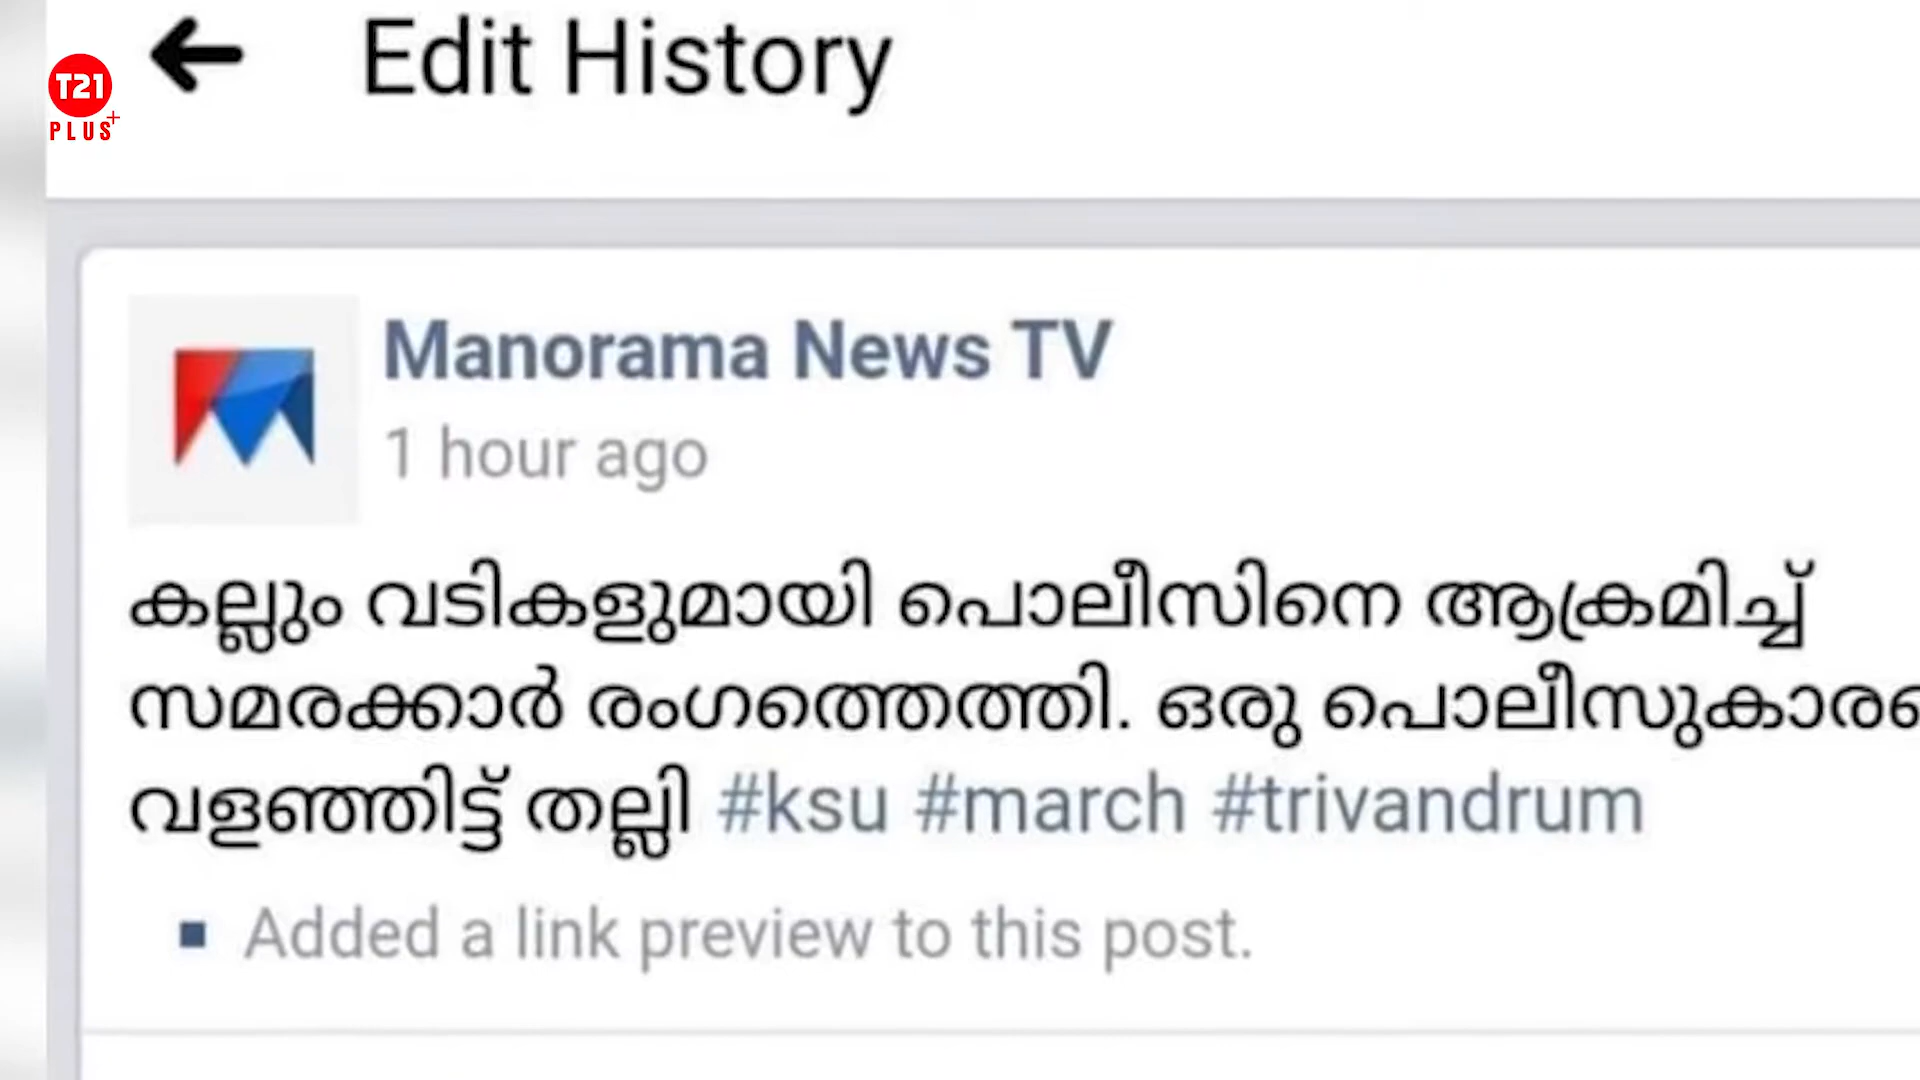 Edit History
T21
PLUS+
Manorama News TV
1 hour ago
കല്ലും വടികളുമായി പൊലീസിനെ ആക്രമിച്ച്
സമരക്കാർ രംഗത്തെത്തി. ഒരു
വളഞ്ഞിട്ട് തല്ലി #ksu #march #trivandrum
Added a link preview to this post.